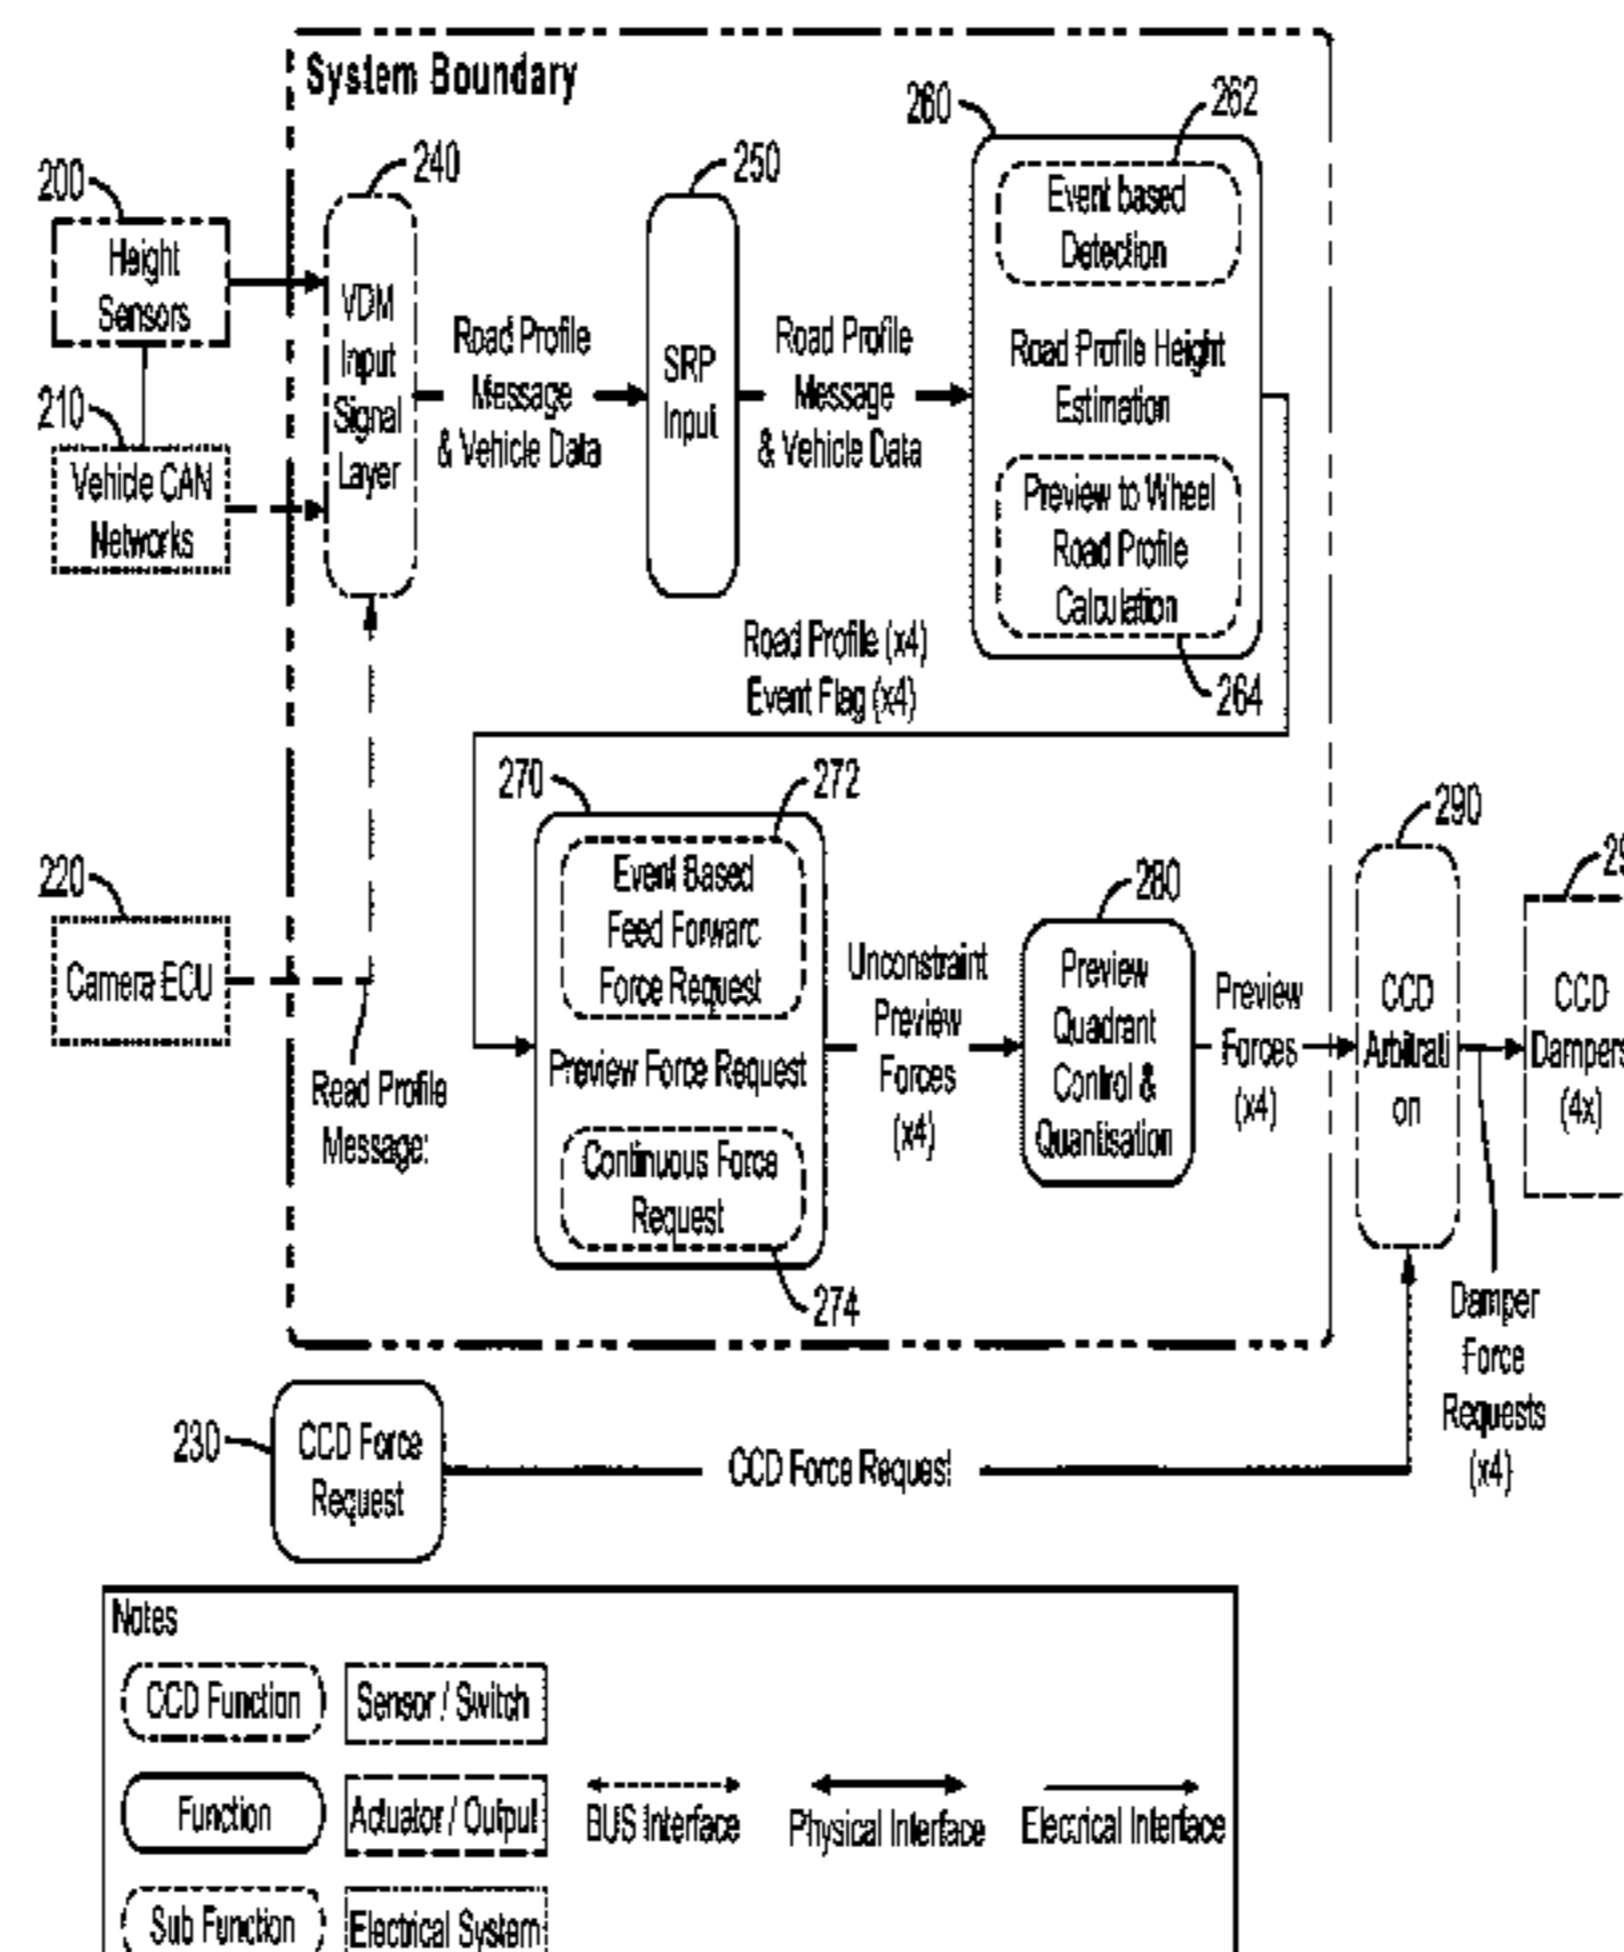 System Boundary
260
262
200
240
250
Height
Sensors
VDM
Input
Signal
Layer
Road Profile
Message
& Vehicle Data
SRP
Input
Road Profile
Message
& Vehicle Data
Event based
Detection
Road Profile Height
Estimation
Preview to Wheel
Road Profile
Calculation
264
210
Vehicle CAN
Networks
Road Profile (x4)
Event Flag (x4)
270
272
290
220
Camera ECU
Read Profile
Message:
Event Based
Feed Forward
Force Request
Preview Force Request
Continuous Force
Request
274
Unconstraint
Preview
Forces
(x4)
280
Preview
Quadrant
Control &
Quantisation
Preview
Forces
(x4)
CCD
Arbitrati
on
CCD
Dampers
(4x)
Damper
Force
Requests
(x4)
230
CCD Force
Request
CCD Force Request
Notes
CCD Function
Sensor / Switch
Function
Actuator / Output
BUS Interface
Physical Interface
Electrical Interface
Sub Function
Electrical System